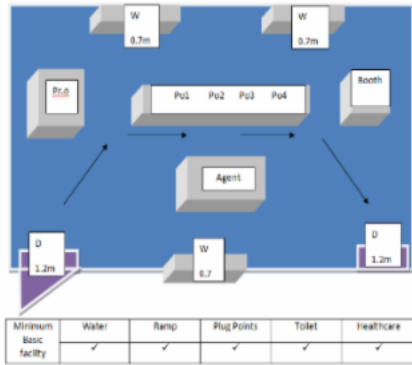 W
0.7m
W
0.7m
Pr.o
Po1 Po2 Po3 Po4
Booth
Agent
D
1.2m
W
0.7
D
1.2m
Minimum Basic facility
Water Ramp Plug Points Toilet Healthcare
✓ ✓ ✓ ✓ ✓